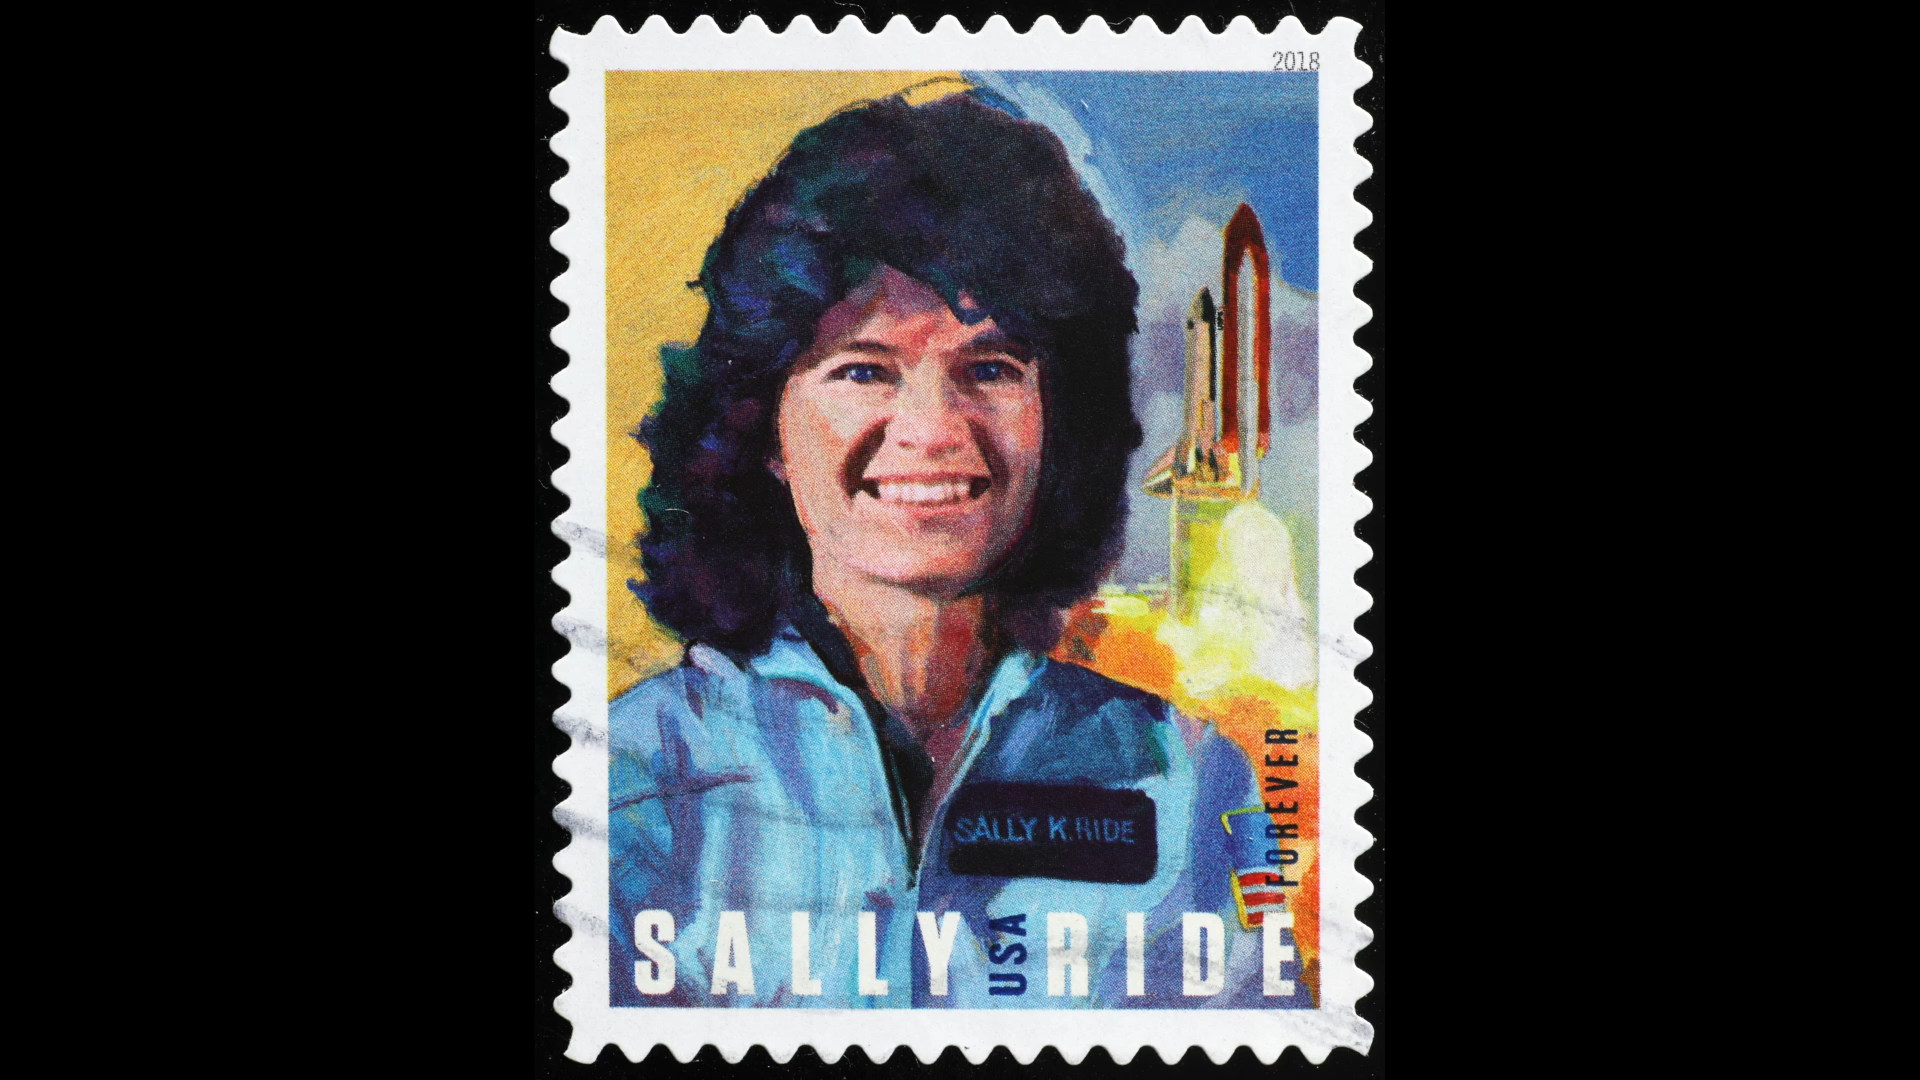 2018
SALLY K. RIDE
FOREVER
SALLY RIDE
USA